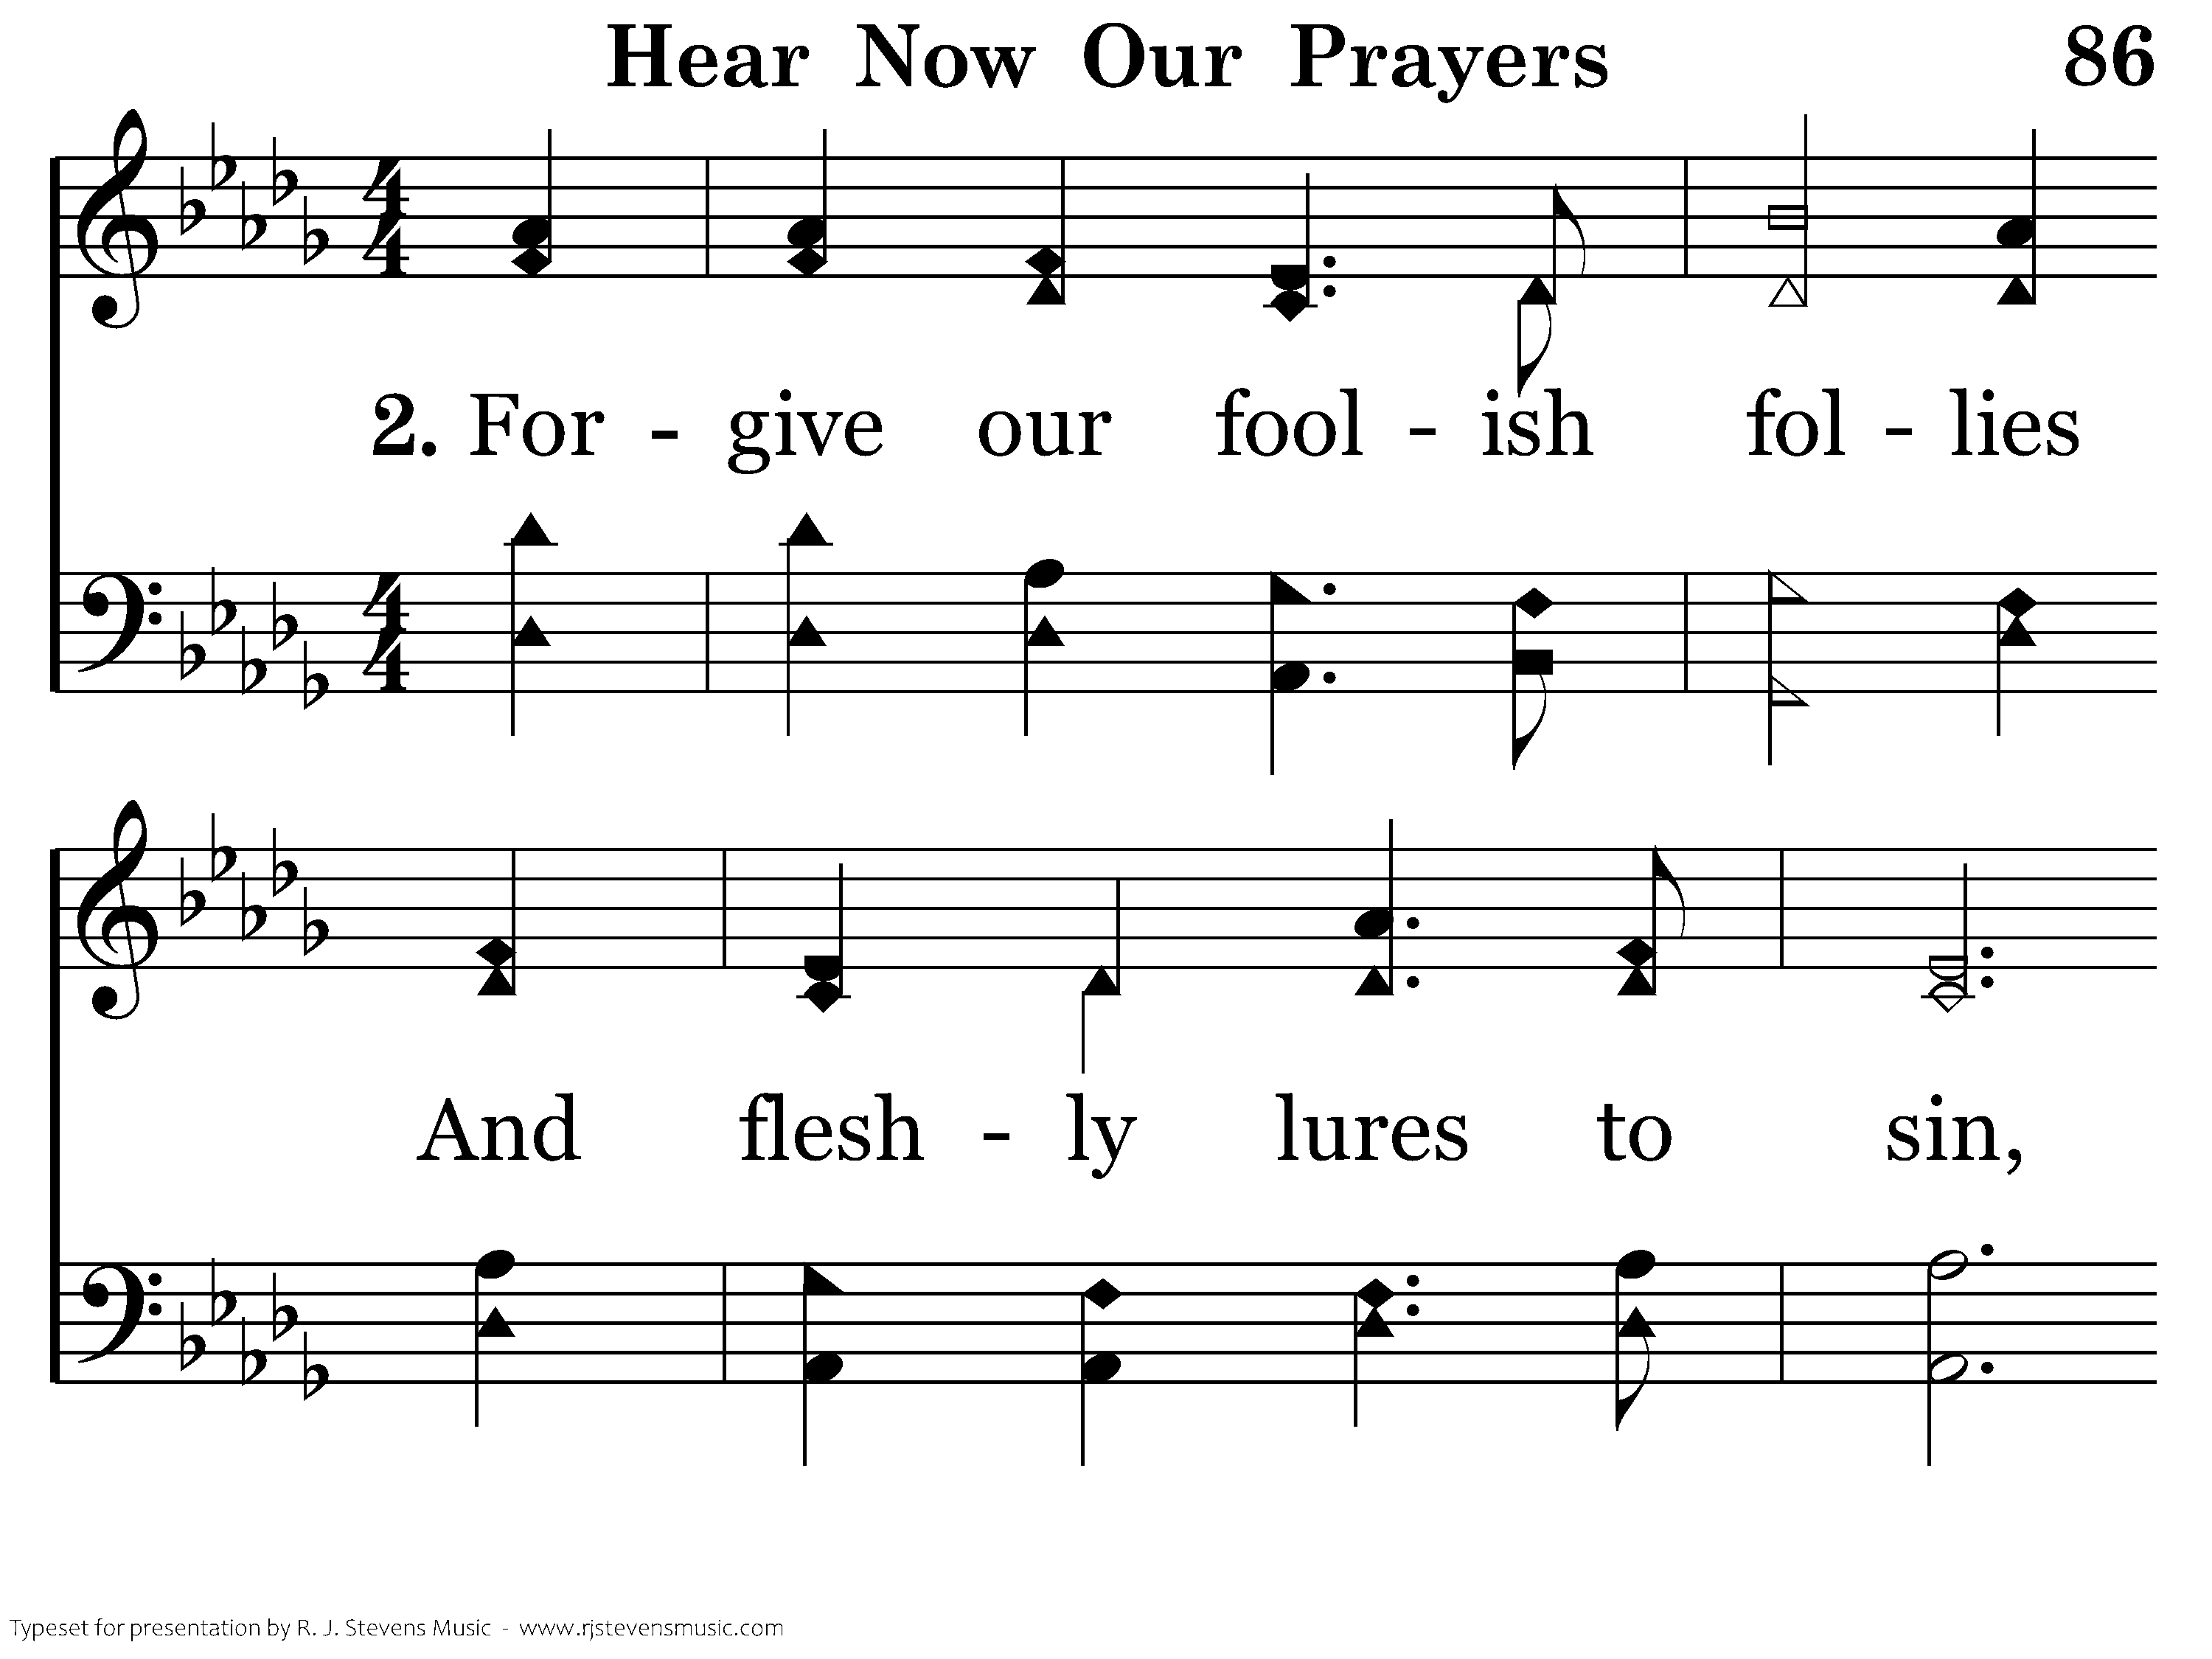 Hear Now Our Prayers 86
2. For - give our fool - ish fol - lies
And flesh - ly lures to sin,
Typeset for presentation by R. J. Stevens Music - www.rjstevensmusic.com